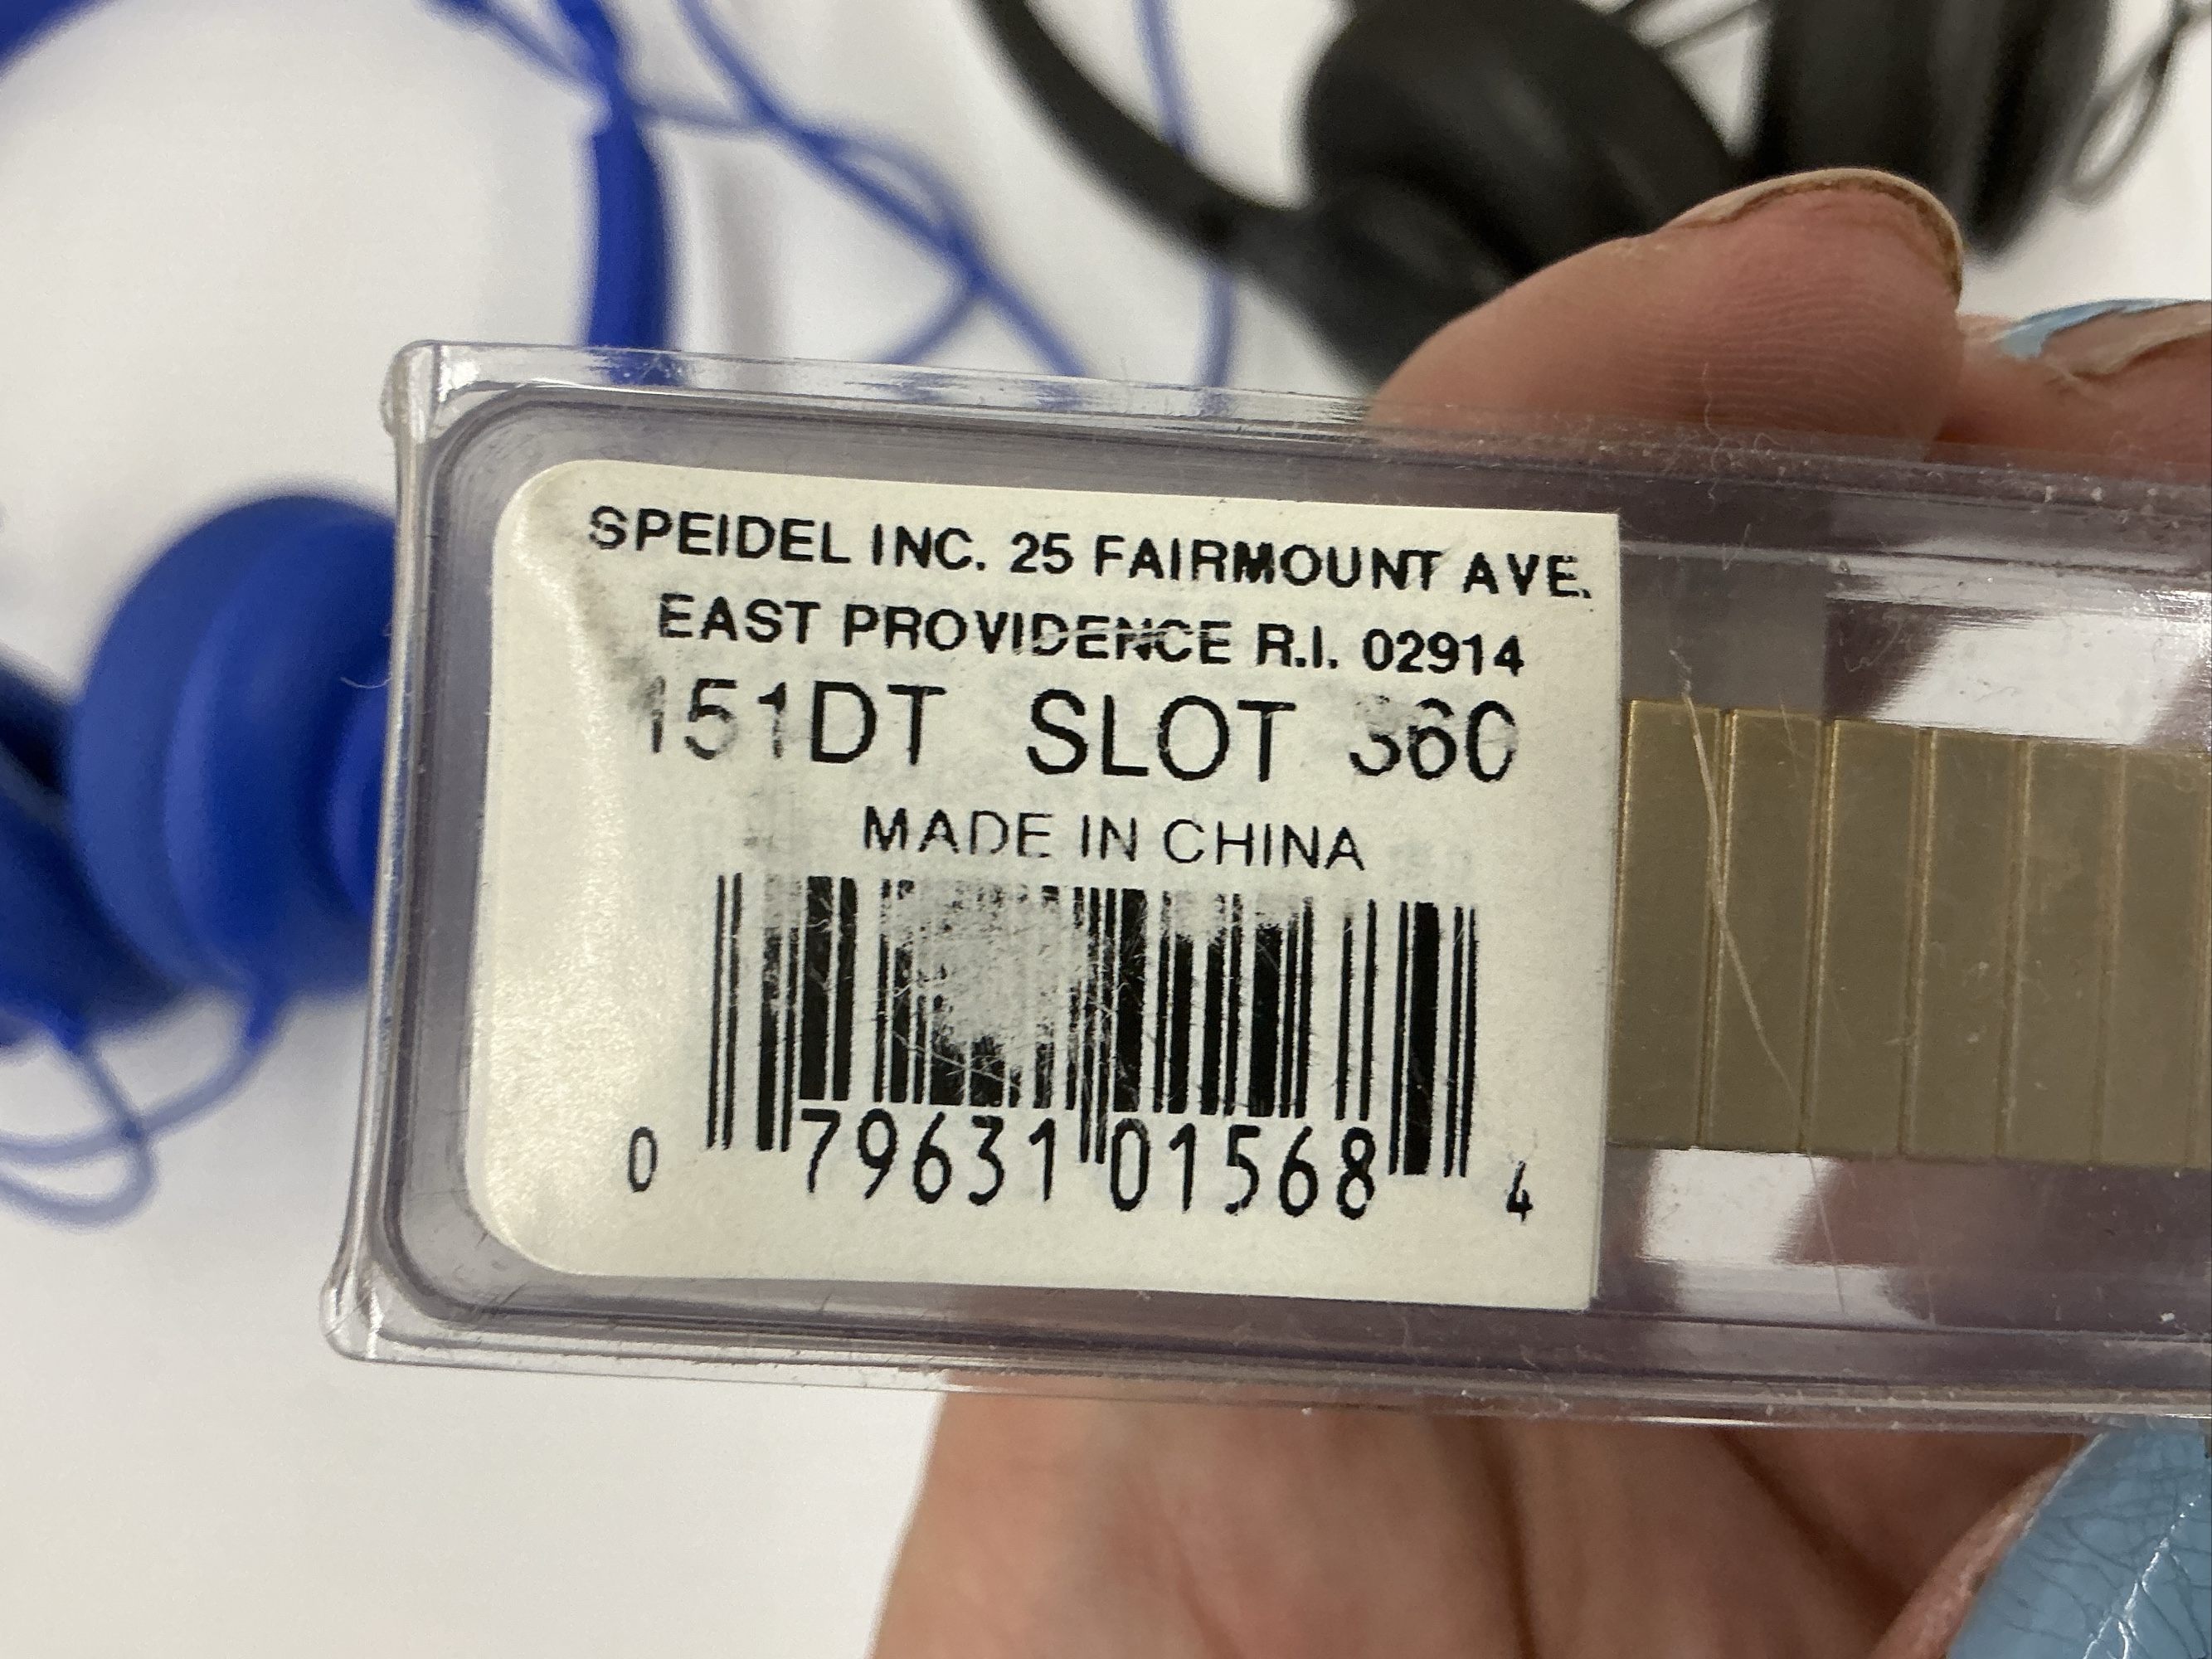 SPEIDEL INC. 25 FAIRMOUNT AVE.
EAST PROVIDENCE R.I. 02914
151DT SLOT 360
MADE IN CHINA
0 79631 01568 4